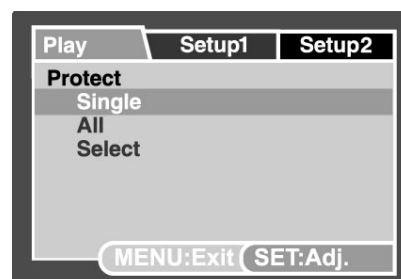 Play Setup1 Setup2
Protect
Single
All
Select
MENU:Exit SET:Adj.